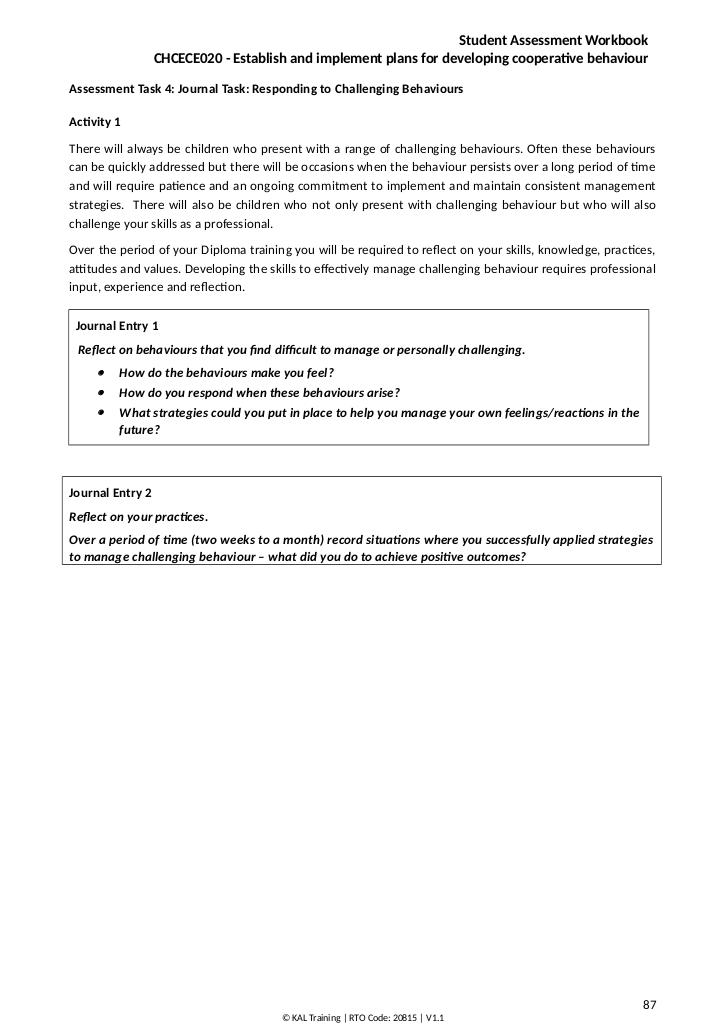 Student Assessment Workbook
CHCECE020 - Establish and implement plans for developing cooperative behaviour
Assessment Task 4: Journal Task: Responding to Challenging Behaviours
Activity 1
There will always be children who present with a range of challenging behaviours. Often these behaviours
can be quickly addressed but there will be occasions when the behaviour persists over a long period of time
and will require patience and an ongoing commitment to implement and maintain consistent management
strategies.  There will also be children who not only present with challenging behaviour but who will also
challenge your skills as a professional.
Over the period of your Diploma training you will be required to reflect on your skills, knowledge, practices,
attitudes and values. Developing the skills to effectively manage challenging behaviour requires professional
input, experience and reflection.
Journal Entry 1
Reflect on behaviours that you find difficult to manage or personally challenging.
• How do the behaviours make you feel?
• How do you respond when these behaviours arise?
• What strategies could you put in place to help you manage your own feelings/reactions in the
future?
Journal Entry 2
Reflect on your practices.
Over a period of time (two weeks to a month) record situations where you successfully applied strategies
to manage challenging behaviour – what did you do to achieve positive outcomes?
87
© KAL Training | RTO Code: 20815 | V1.1